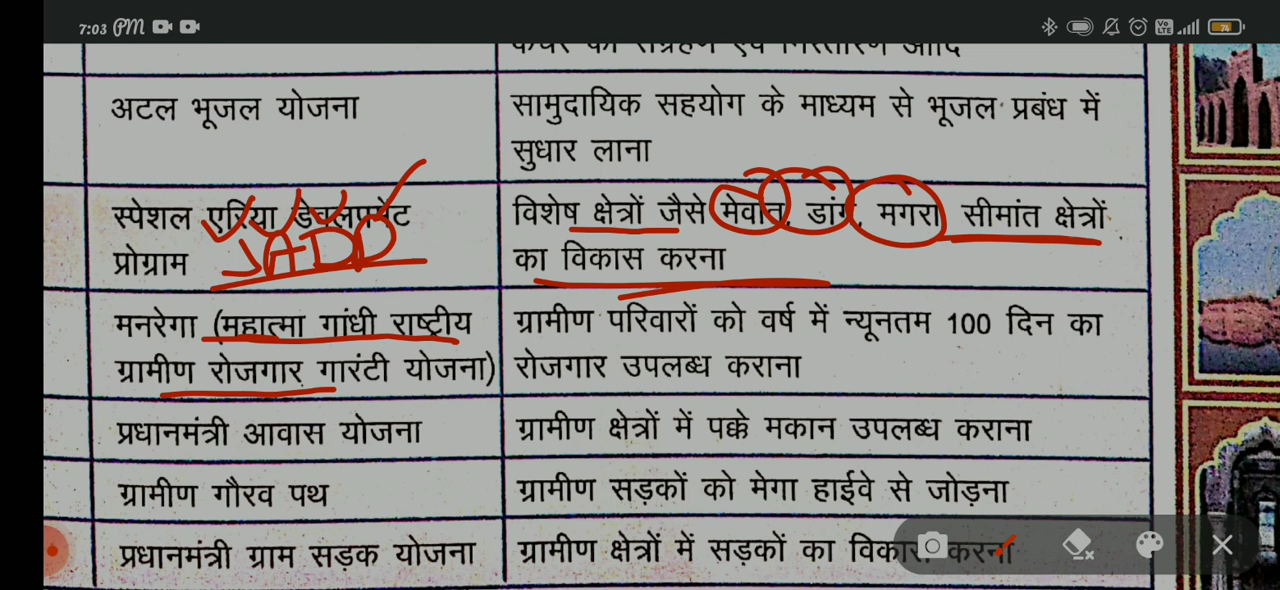 7:03 PM
74
अटल भूजल योजना
सामुदायिक सहयोग के माध्यम से भूजल प्रबंध में
सुधार लाना
स्पेशल एरिया डेवलपमेंट
प्रोग्राम
विशेष क्षेत्रों जैसे मेवात, डांग, मगरा सीमांत क्षेत्रों
का विकास करना
मनरेगा (महात्मा गांधी राष्ट्रीय
ग्रामीण रोजगार गारंटी योजना)
ग्रामीण परिवारों को वर्ष में न्यूनतम 100 दिन का
रोजगार उपलब्ध कराना
प्रधानमंत्री आवास योजना
ग्रामीण क्षेत्रों में पक्के मकान उपलब्ध कराना
ग्रामीण गौरव पथ
ग्रामीण सड़कों को मेगा हाईवे से जोड़ना
प्रधानमंत्री ग्राम सड़क योजना
ग्रामीण क्षेत्रों में सड़कों का विकास करना